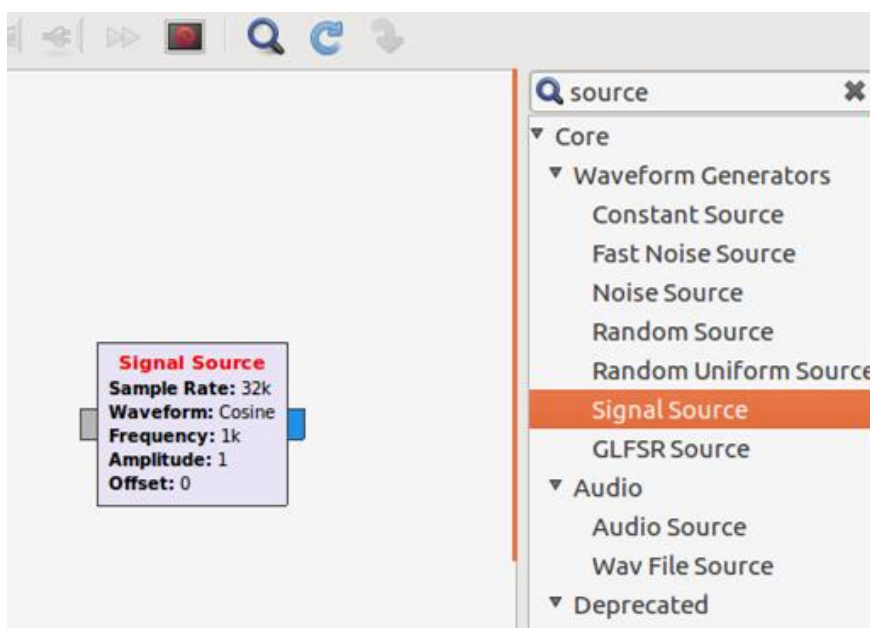 source
Core
Waveform Generators
Constant Source
Fast Noise Source
Noise Source
Random Source
Random Uniform Source
Signal Source
GLFSR Source
Audio
Audio Source
Wav File Source
Deprecated
Signal Source
Sample Rate: 32k
Waveform: Cosine
Frequency: 1k
Amplitude: 1
Offset: 0